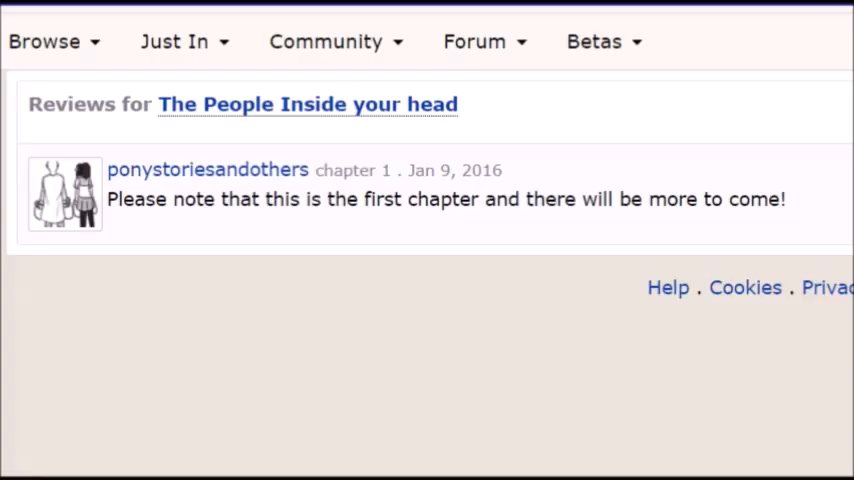 Browse Just In Community Forum Betas
Reviews for The People Inside your head
ponystoriesandothers chapter 1 . Jan 9, 2016
Please note that this is the first chapter and there will be more to come!
Help . Cookies . Privac